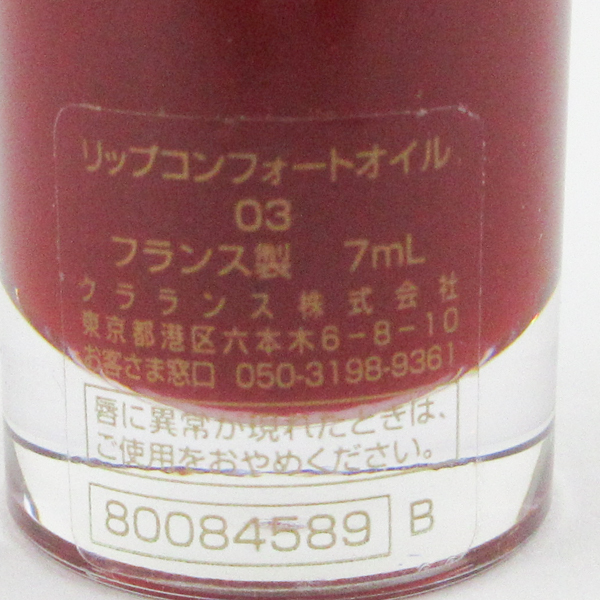 リップコンフォートオイル
03
フランス製 7mL
クラランス株式会社
東京都港区六本木6-8-10
お客さま窓口 050-3198-9361
唇に異常が現れたときは、
ご使用をおやめください。
80084589 B